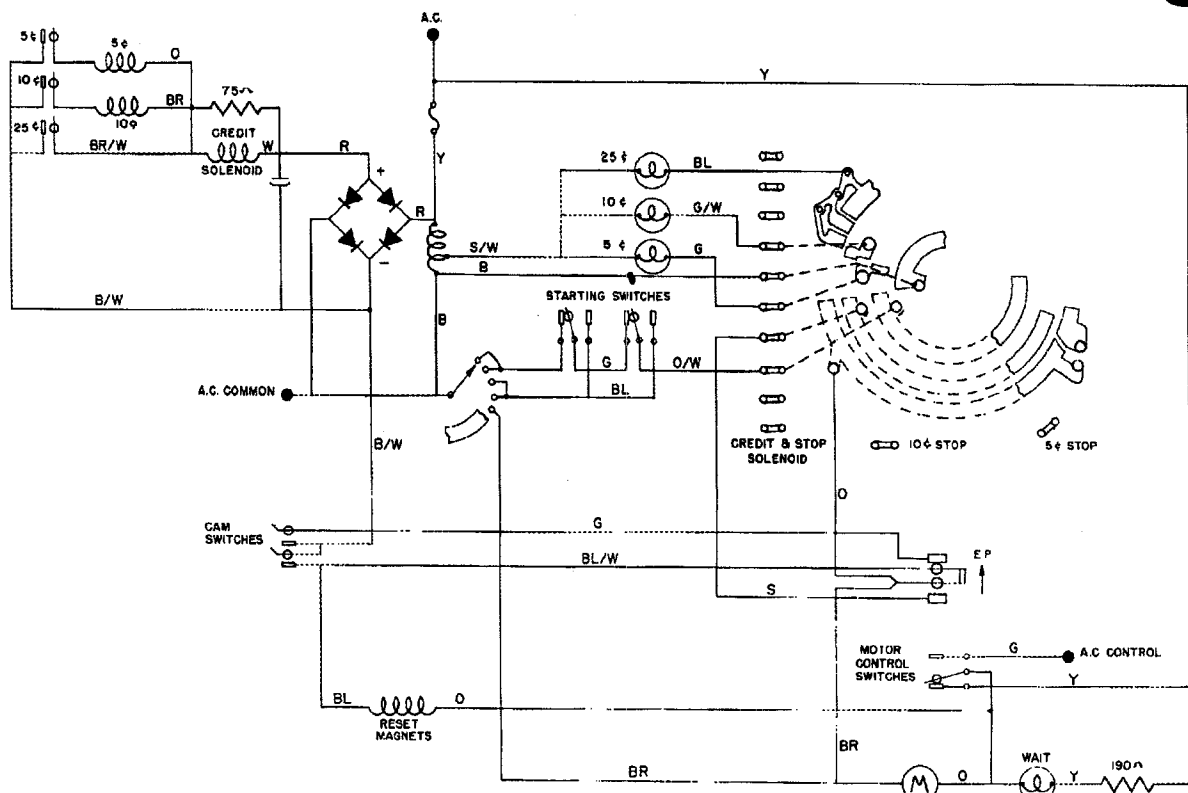 A.C.
5¢
5¢
O
Y
10¢
75Ω
BR
10¢
25¢
CREDIT
SOLENOID
BR/W
W
R
Y
25¢
BL
+
10¢
G/W
R
S/W
5¢
G
B
−
B/W
STARTING SWITCHES
B
G
O/W
A.C. COMMON
BL
B/W
CREDIT & STOP
SOLENOID
10¢ STOP
5¢ STOP
O
CAM
SWITCHES
G
BL/W
E P
S
MOTOR
CONTROL
SWITCHES
G
A.C CONTROL
Y
BL
O
RESET
MAGNETS
BR
BR
M
O
WAIT
Y
190Ω